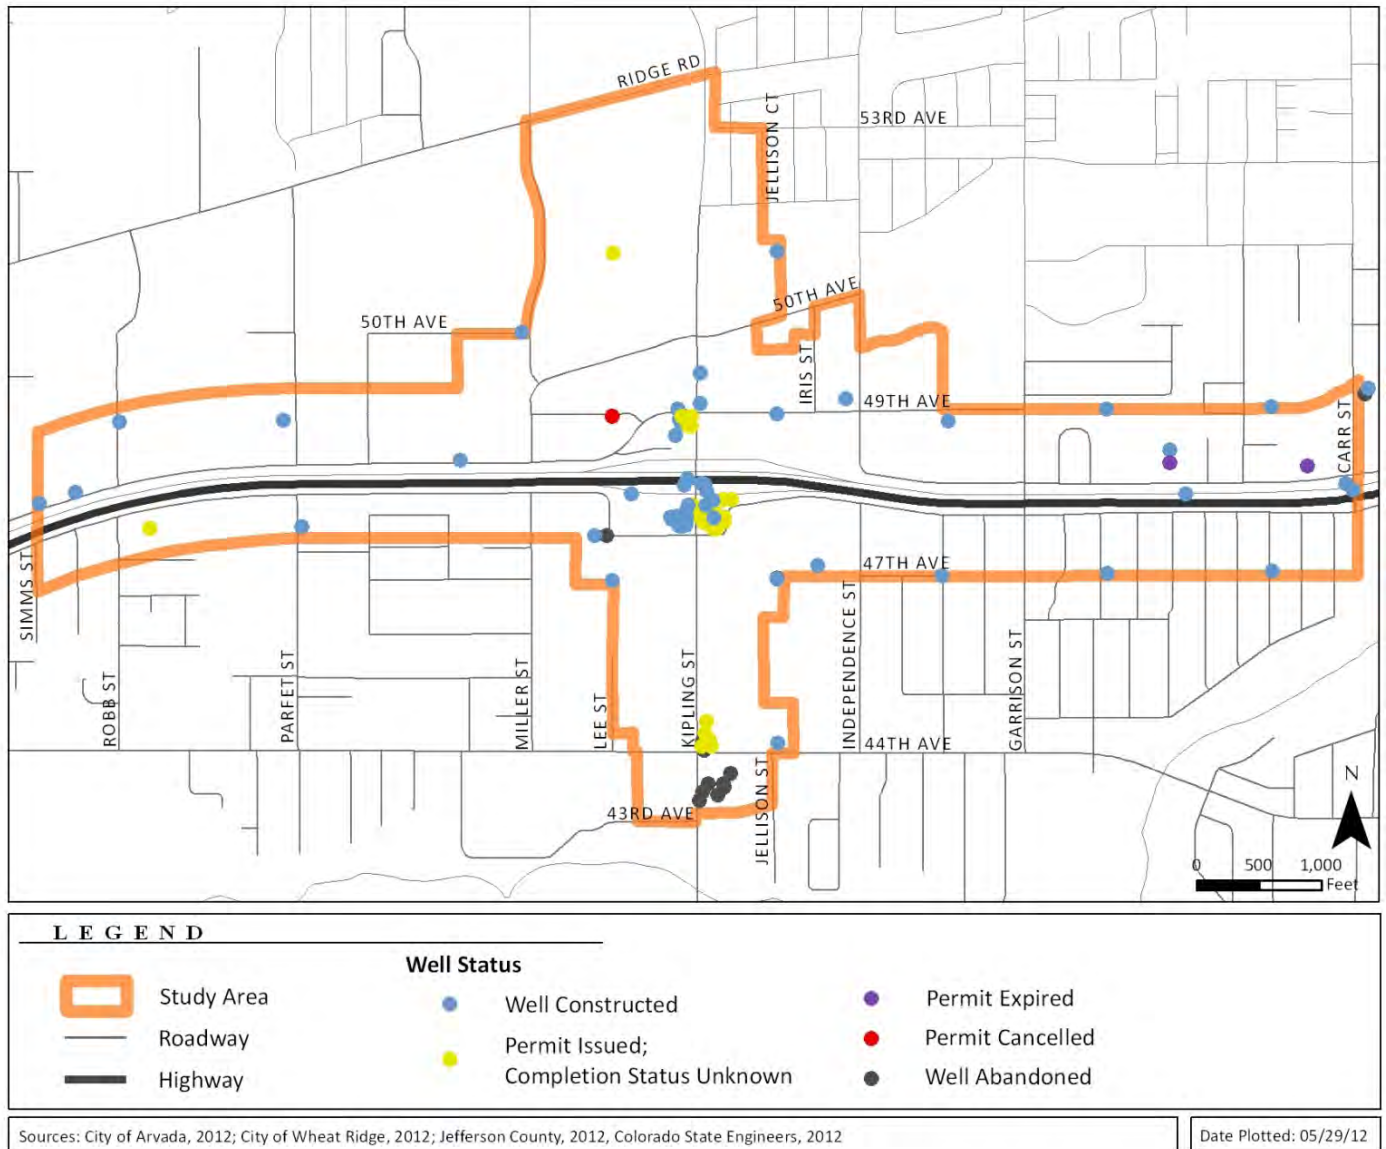 RIDGE RD
JELLISON CT
53RD AVE
50TH AVE
50TH AVE
IRIS ST
49TH AVE
CARR ST
SIMMS ST
47TH AVE
ROBB ST
PARFET ST
MILLER ST
LEE ST
KIPLING ST
INDEPENDENCE ST
GARRISON ST
44TH AVE
JELLISON ST
43RD AVE
N
0 500 1,000
Feet
LEGEND
Study Area
Roadway
Highway
Well Status
Well Constructed
Permit Issued;
Completion Status Unknown
Permit Expired
Permit Cancelled
Well Abandoned
Sources: City of Arvada, 2012; City of Wheat Ridge, 2012; Jefferson County, 2012, Colorado State Engineers, 2012
Date Plotted: 05/29/12